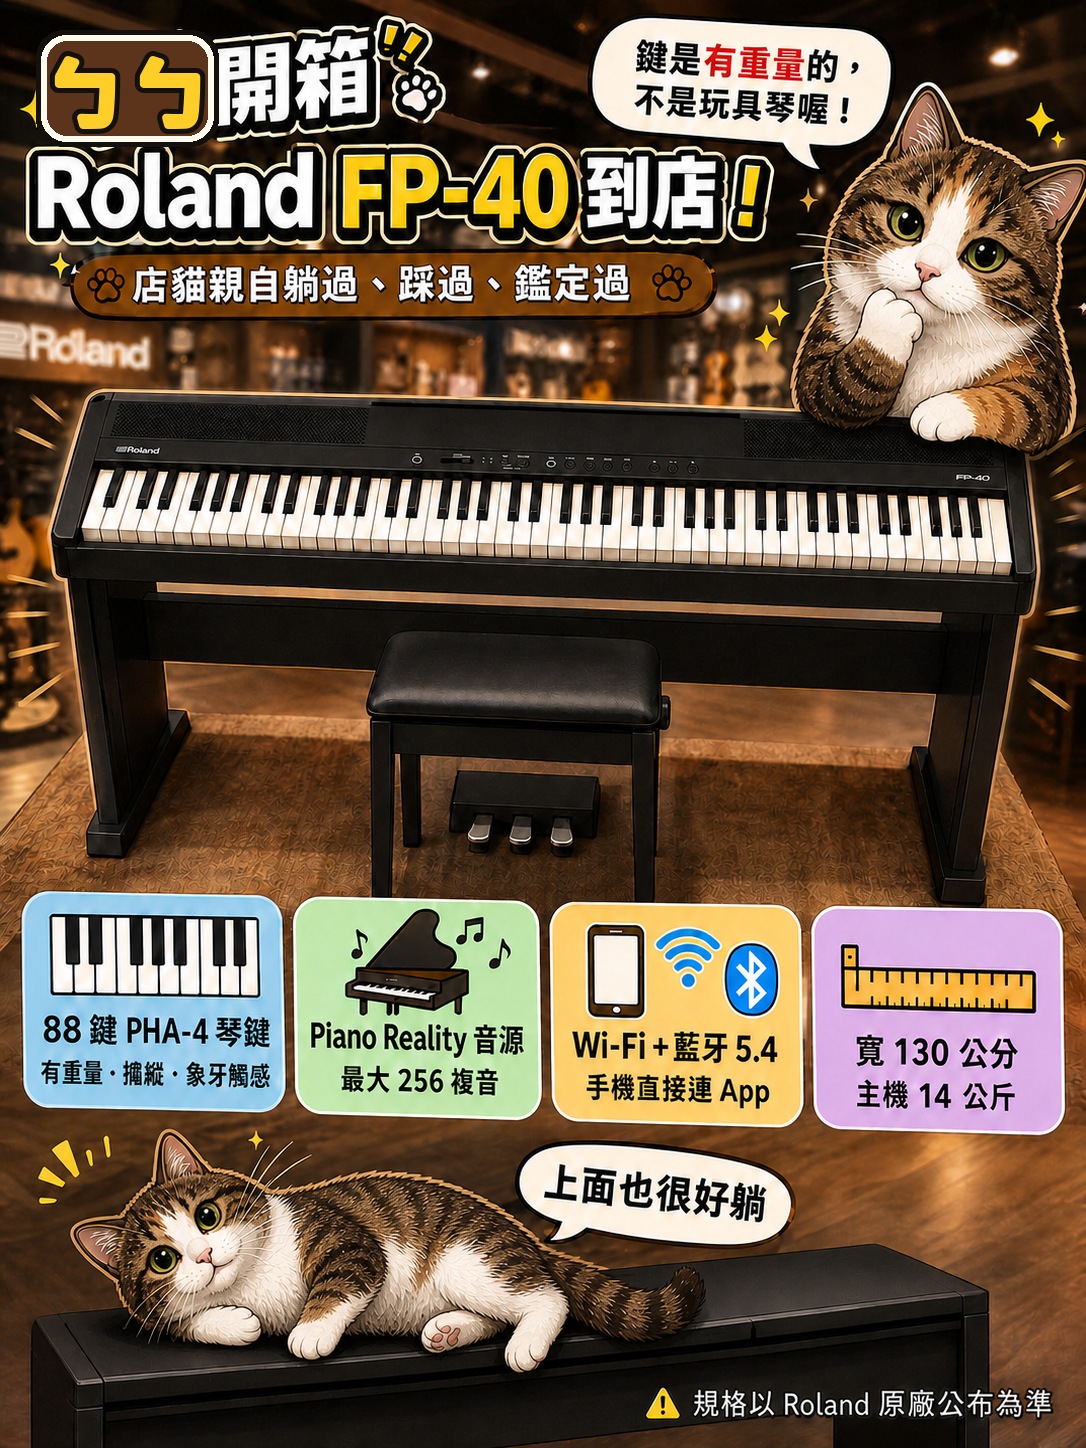 ㄅㄅ開箱!!
Roland FP-40 到店!
店貓親自躺過、踩過、鑑定過
鍵是有重量的，
不是玩具琴喔！
Roland
Roland
FP-40
88 鍵 PHA-4 琴鍵
有重量・擒縱・象牙觸感
Piano Reality 音源
最大 256 複音
Wi-Fi＋藍牙 5.4
手機直接連 App
寬 130 公分
主機 14 公斤
上面也很好躺
規格以 Roland 原廠公布為準